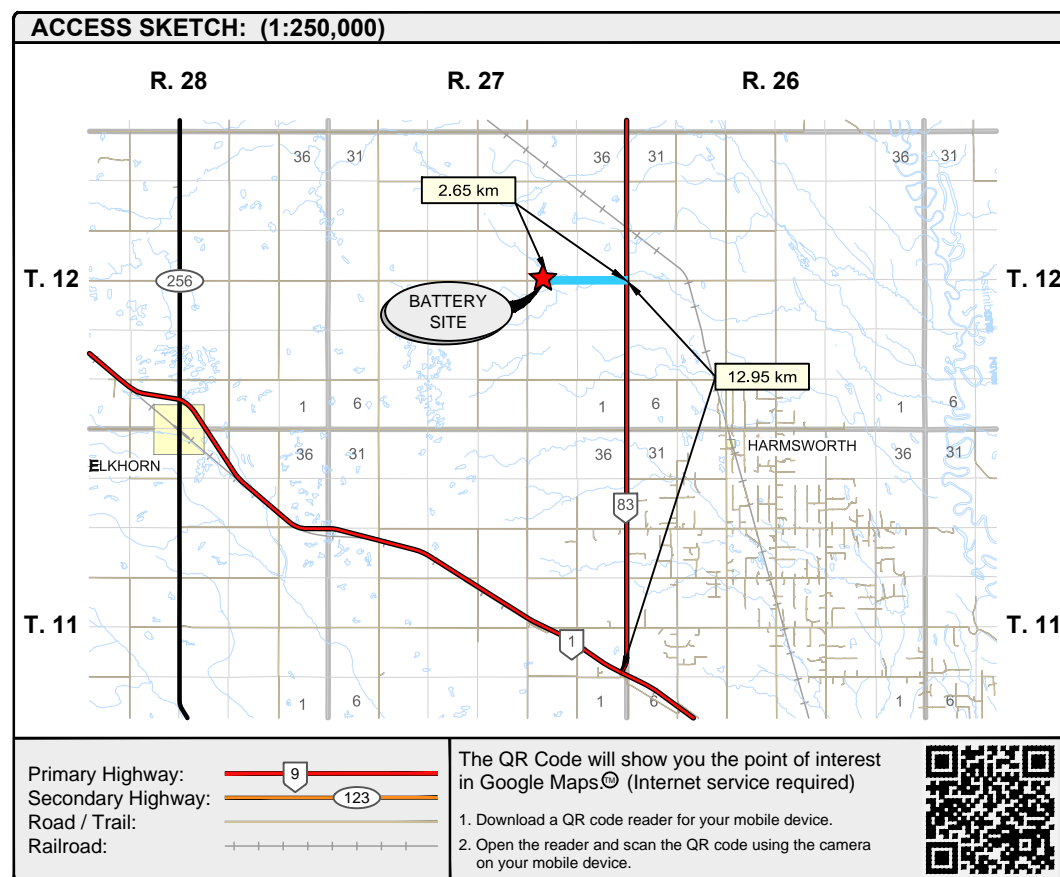 ACCESS SKETCH: (1:250,000)
R. 28 R. 27 R. 26
36 31 36 31 36 31
2.65 km
T. 12 T. 12
256
BATTERY
SITE
12.95 km
1 6 1 6 1 6
HARMSWORTH
ELKHORN
36 31 36 31 36 31
83
T. 11 T. 11
1
1 6 1 6 1 6
Primary Highway: 9
Secondary Highway: 123
Road / Trail:
Railroad:
The QR Code will show you the point of interest
in Google Maps.™ (Internet service required)
1. Download a QR code reader for your mobile device.
2. Open the reader and scan the QR code using the camera
on your mobile device.